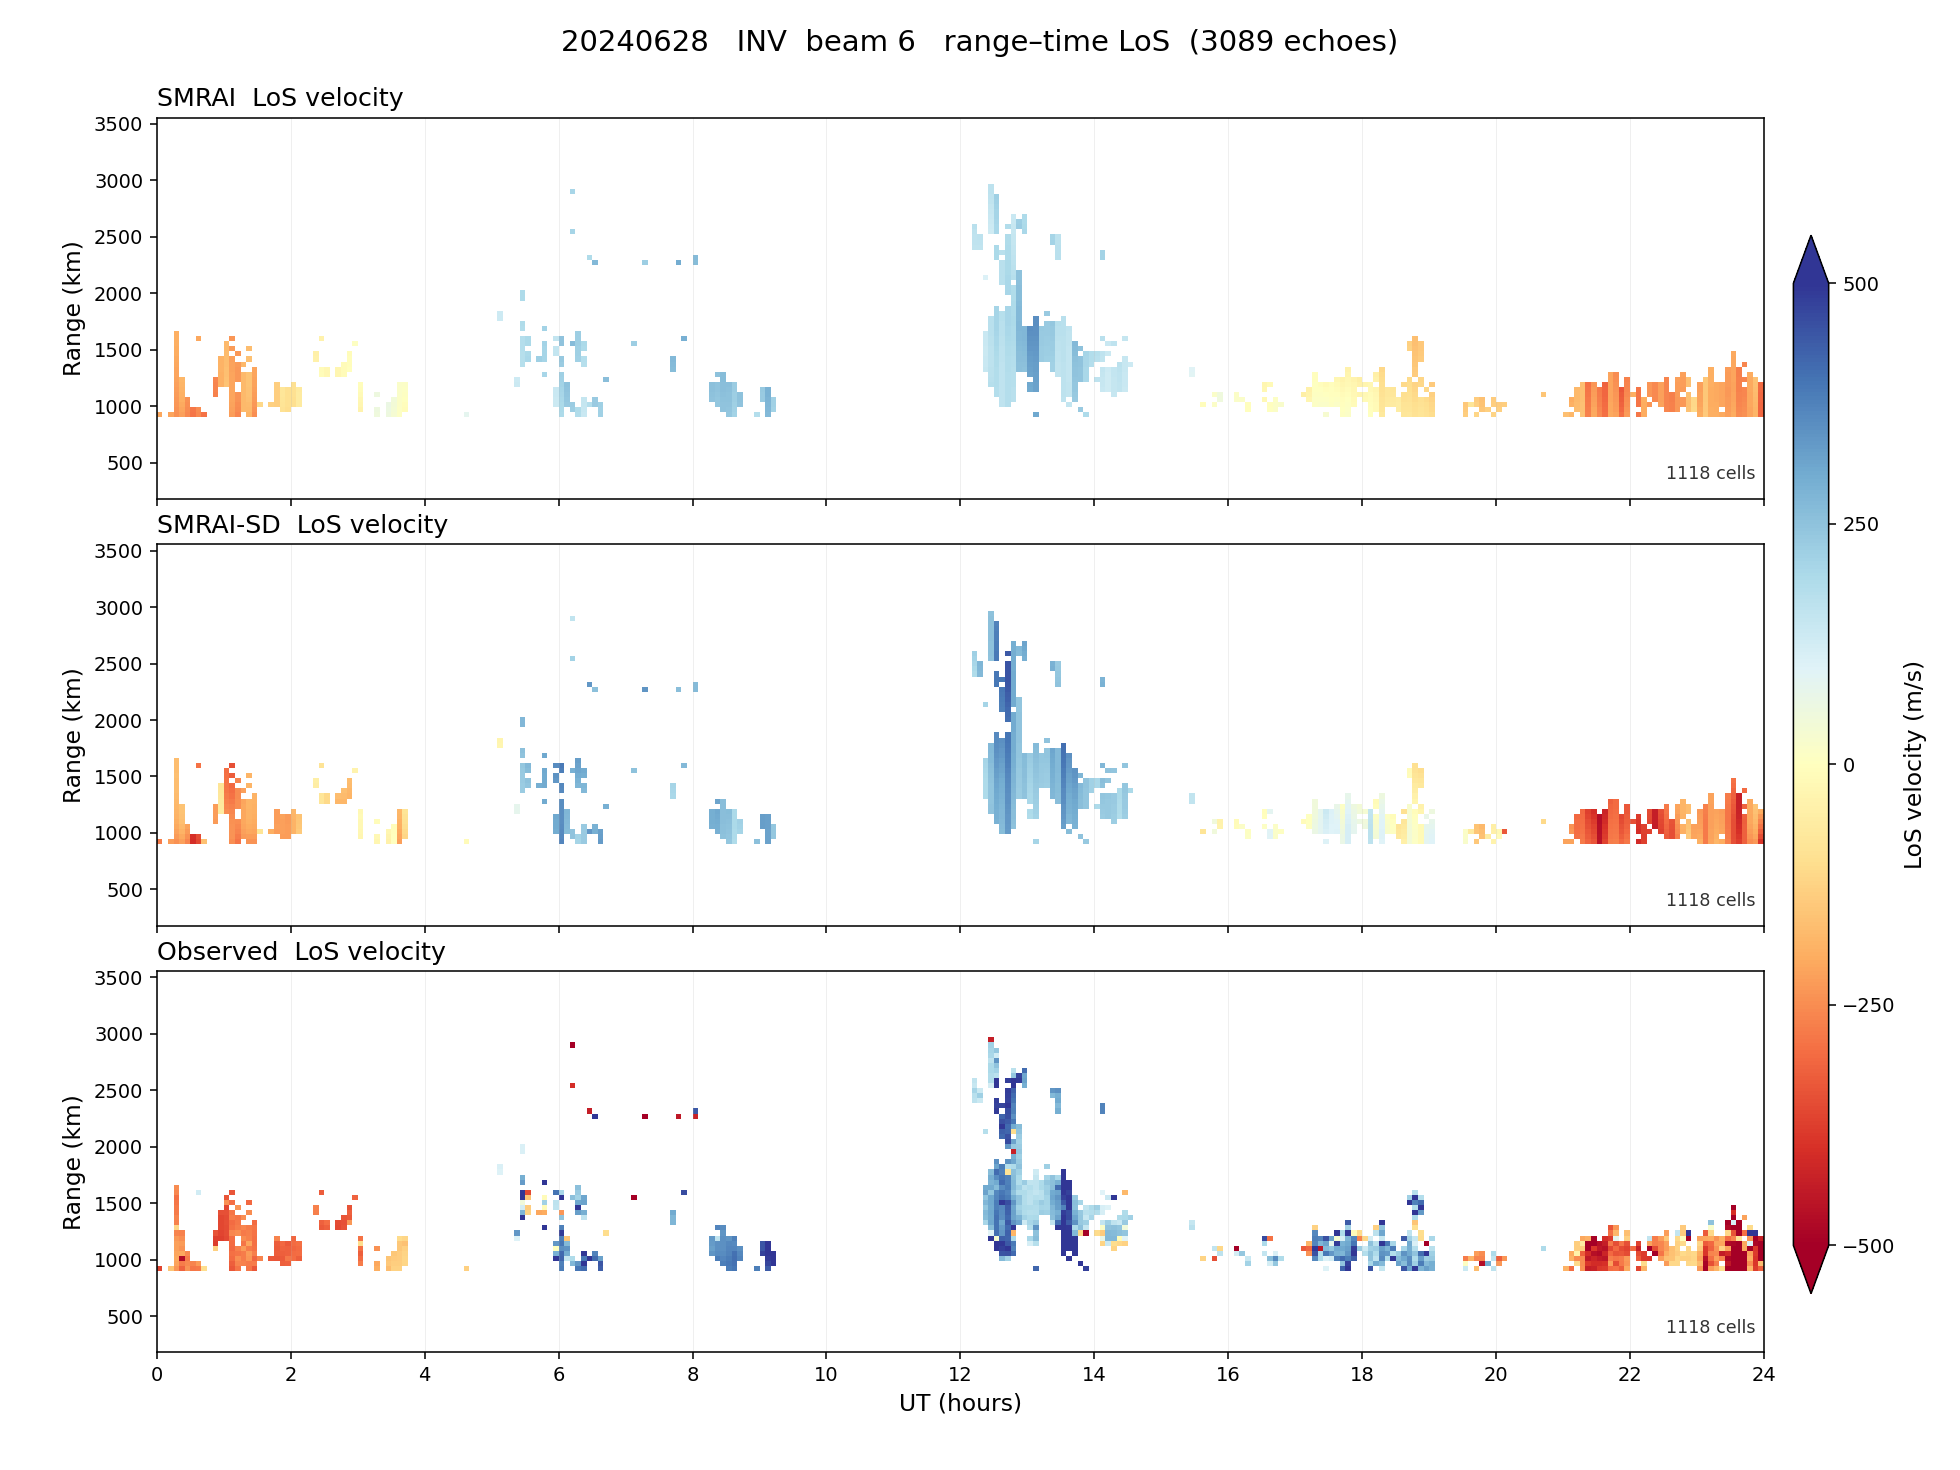 20240628   INV  beam 6   range–time LoS  (3089 echoes)
SMRAI  LoS velocity
3500
3000
2500
2000
1500
1000
500
Range (km)
1118 cells
SMRAI-SD  LoS velocity
3500
3000
2500
2000
1500
1000
500
Range (km)
1118 cells
Observed  LoS velocity
3500
3000
2500
2000
1500
1000
500
Range (km)
1118 cells
0 2 4 6 8 10 12 14 16 18 20 22 24
UT (hours)
500
250
0
−250
−500
LoS velocity (m/s)